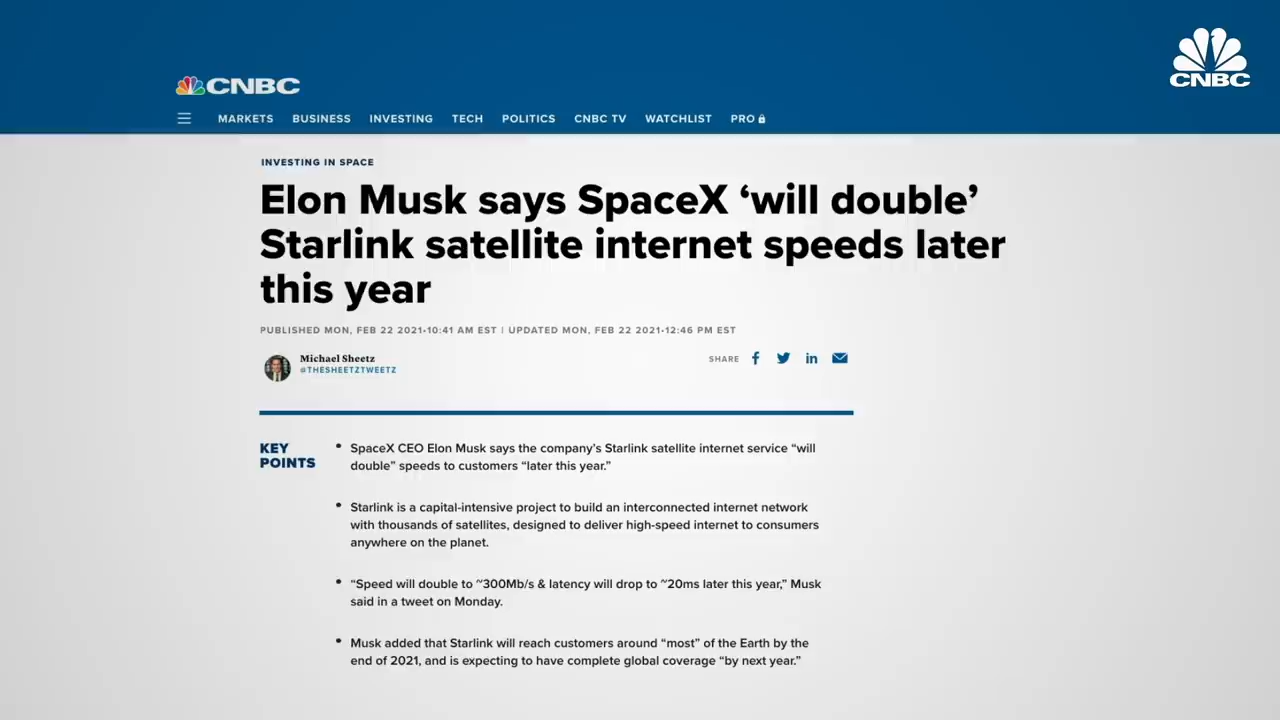 CNBC
CNBC
MARKETS BUSINESS INVESTING TECH POLITICS CNBC TV WATCHLIST PRO
INVESTING IN SPACE
Elon Musk says SpaceX ‘will double’
Starlink satellite internet speeds later
this year
PUBLISHED MON, FEB 22 2021•10:41 AM EST | UPDATED MON, FEB 22 2021•12:46 PM EST
Michael Sheetz
@THESHEETZTWEETZ
SHARE
KEY
POINTS
• SpaceX CEO Elon Musk says the company’s Starlink satellite internet service “will
double” speeds to customers “later this year.”
• Starlink is a capital-intensive project to build an interconnected internet network
with thousands of satellites, designed to deliver high-speed internet to consumers
anywhere on the planet.
• “Speed will double to ~300Mb/s & latency will drop to ~20ms later this year,” Musk
said in a tweet on Monday.
• Musk added that Starlink will reach customers around “most” of the Earth by the
end of 2021, and is expecting to have complete global coverage “by next year.”